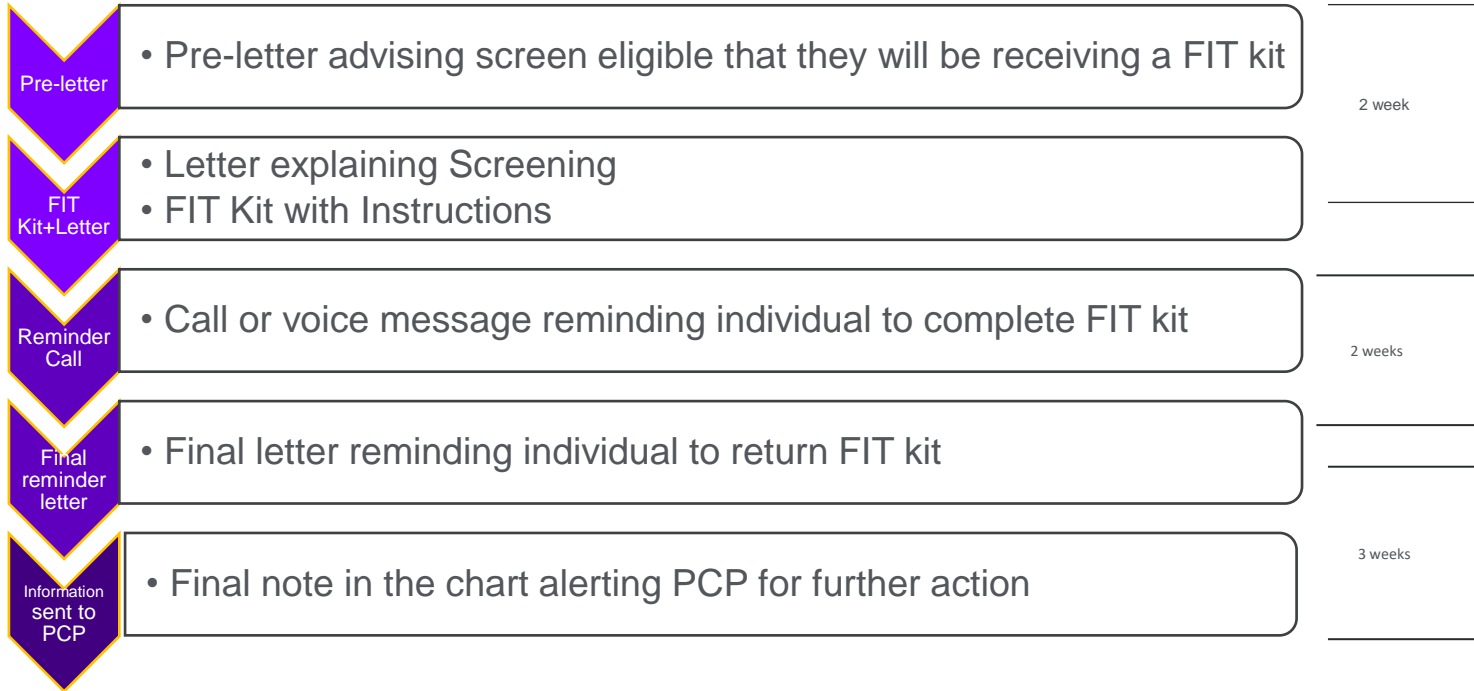 Pre-letter
• Pre-letter advising screen eligible that they will be receiving a FIT kit
2 week
FIT
Kit+Letter
• Letter explaining Screening
• FIT Kit with Instructions
Reminder
Call
• Call or voice message reminding individual to complete FIT kit
2 weeks
Final
reminder
letter
• Final letter reminding individual to return FIT kit
Information
sent to
PCP
• Final note in the chart alerting PCP for further action
3 weeks